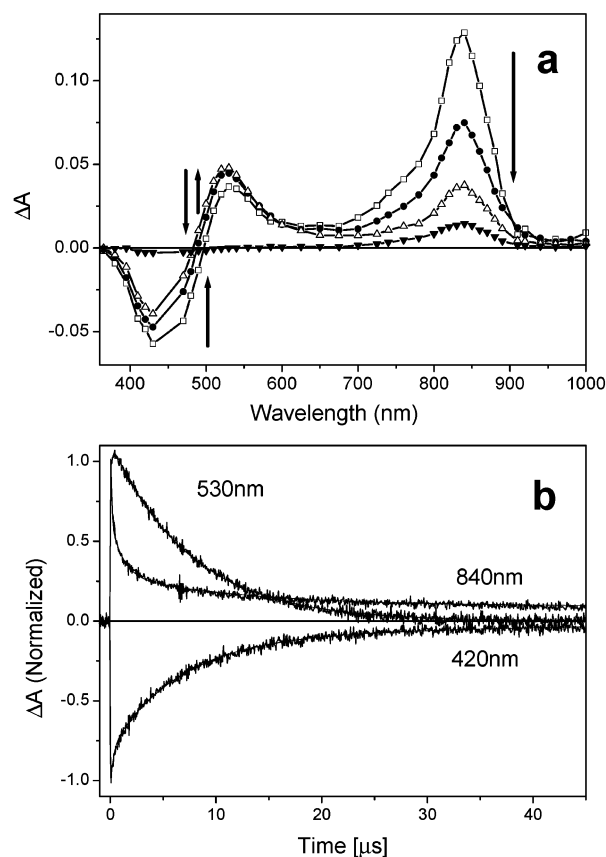 a
0.10
0.05
0.00
-0.05
ΔA
400 500 600 700 800 900 1000
Wavelength (nm)
b
530nm
840nm
420nm
1.0
0.5
0.0
-0.5
-1.0
ΔA (Normalized)
0 10 20 30 40
Time [μs]